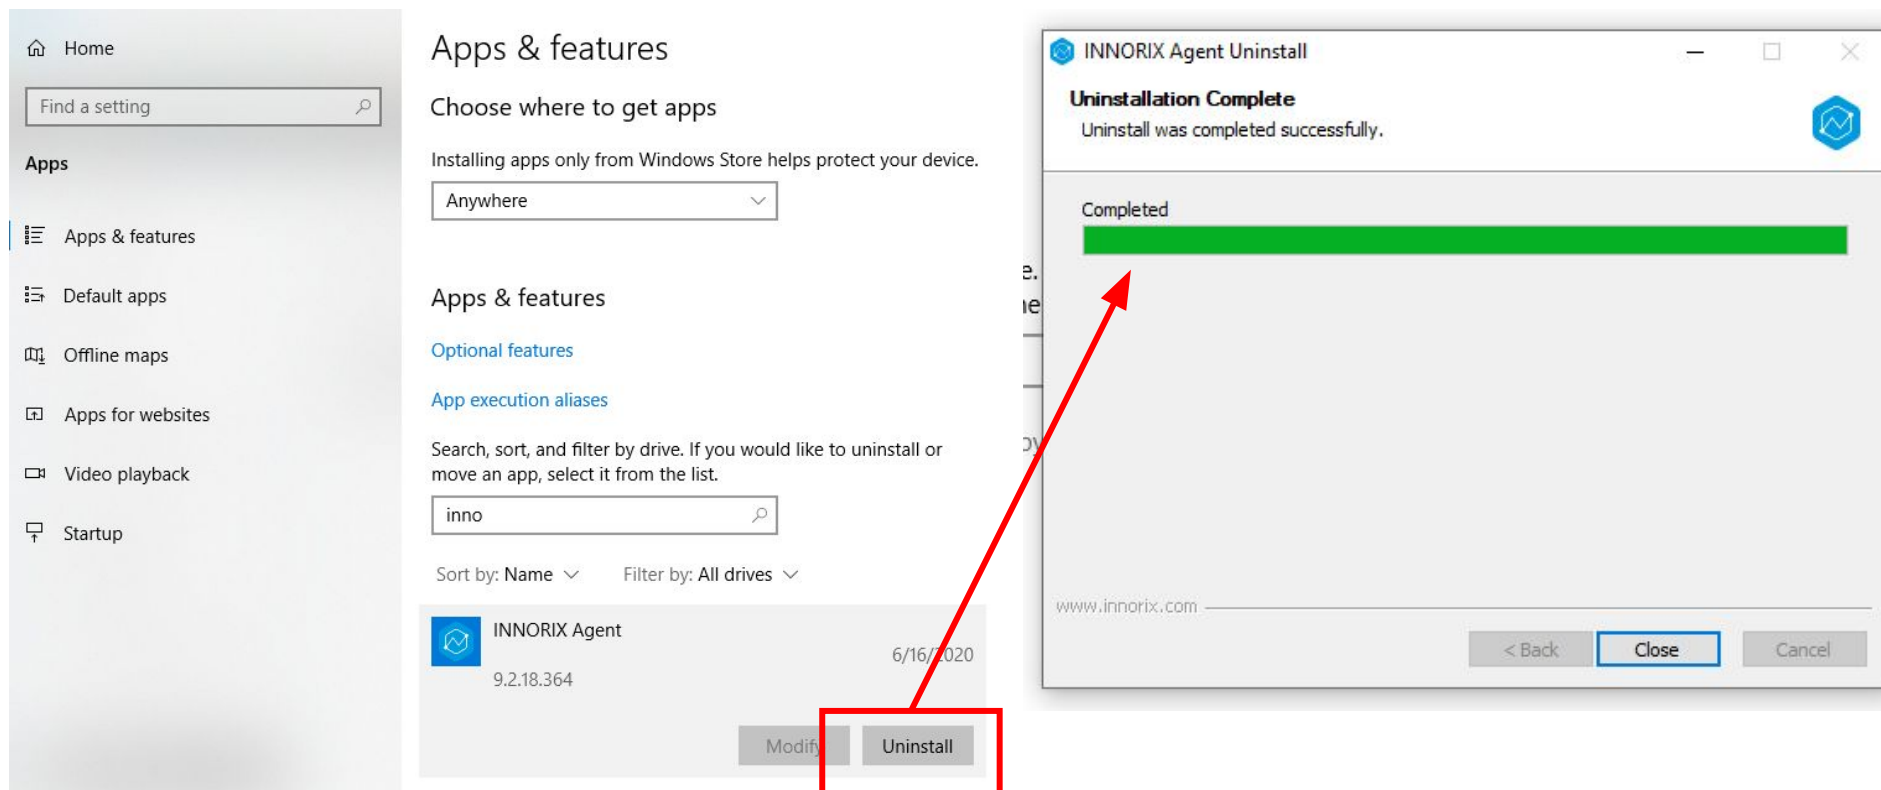 Home
Find a setting
Apps
Apps & features
Default apps
Offline maps
Apps for websites
Video playback
Startup
Apps & features
Choose where to get apps
Installing apps only from Windows Store helps protect your device.
Anywhere
Apps & features
Optional features
App execution aliases
Search, sort, and filter by drive. If you would like to uninstall or
move an app, select it from the list.
inno
Sort by: Name Filter by: All drives
INNORIX Agent
6/16/2020
9.2.18.364
Modify Uninstall
INNORIX Agent Uninstall
Uninstallation Complete
Uninstall was completed successfully.
Completed
www.innorix.com
< Back Close Cancel